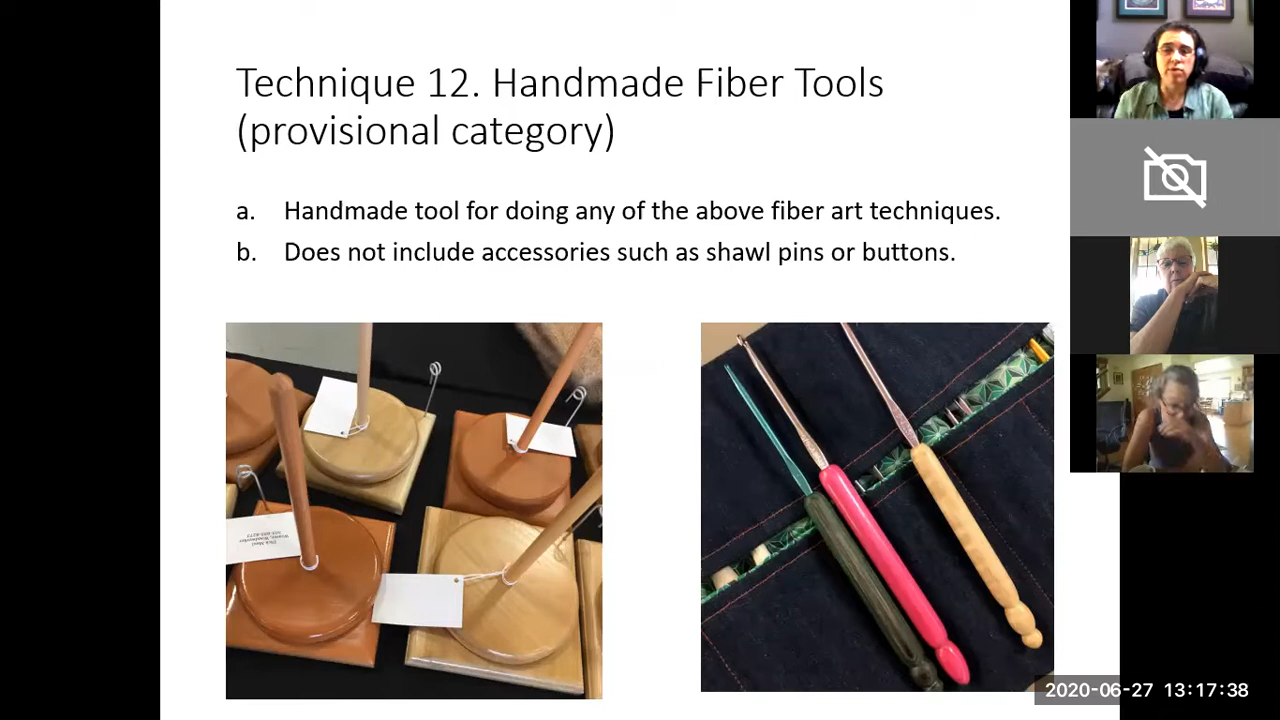 Technique 12. Handmade Fiber Tools
(provisional category)
a. Handmade tool for doing any of the above fiber art techniques.
b. Does not include accessories such as shawl pins or buttons.
2020-06-27 13:17:38